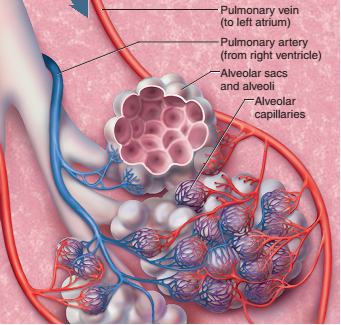 Pulmonary vein
(to left atrium)
Pulmonary artery
(from right ventricle)
Alveolar sacs
and alveoli
Alveolar
capillaries